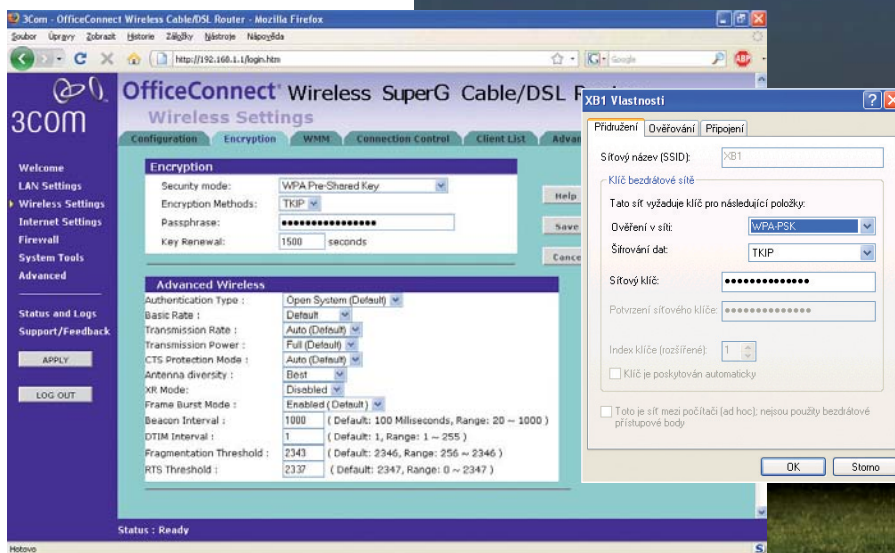 3Com - OfficeConnect Wireless Cable/DSL Router - Mozilla Firefox
Soubor Úpravy Zobrazit Historie Záložky Nástroje Nápověda
http://192.168.1.1/login.htm
Google
ABP
3COM
OfficeConnect Wireless SuperG Cable/DSL
Wireless Settings
Configuration Encryption WMM Connection Control Client List
Welcome
LAN Settings
Wireless Settings
Internet Settings
Firewall
System Tools
Advanced
Status and Logs
Support/Feedback
APPLY
LOG OUT
Encryption
Security mode: WPA Pre-Shared Key
Encryption Methods: TKIP
Passphrase: ••••••••••••••••
Key Renewal: 1500 seconds
Help
Save
Advanced Wireless
Authentication Type : Open System (Default)
Basic Rate : Default
Transmission Rate : Auto (Default)
Transmission Power : Full (Default)
CTS Protection Mode : Auto (Default)
Antenna diversity : Best
XR Mode: Disabled
Frame Burst Mode : Enabled (Default)
Beacon Interval : 1000 ( Default: 100 Milliseconds, Range: 20 ~ 1000 )
DTIM Interval : 1 ( Default: 1, Range: 1 ~ 255 )
Fragmentation Threshold : 2343 ( Default: 2346, Range: 256 ~ 2346 )
RTS Threshold : 2337 ( Default: 2347, Range: 0 ~ 2347 )
Status : Ready
Hotovo
XB1 Vlastnosti
Přidružení Ověřování Připojení
Síťový název (SSID): XB1
Klíč bezdrátové sítě
Tato síť vyžaduje klíč pro následující položky:
Ověření v síti: WPA-PSK
Šifrování dat: TKIP
Síťový klíč: ••••••••••••••
Potvrzení síťového klíče: ••••••••••••••
Index klíče (rozšířené): 1
Klíč je poskytován automaticky
Toto je síť mezi počítači (ad hoc); nejsou použity bezdrátové
přístupové body
OK Storno